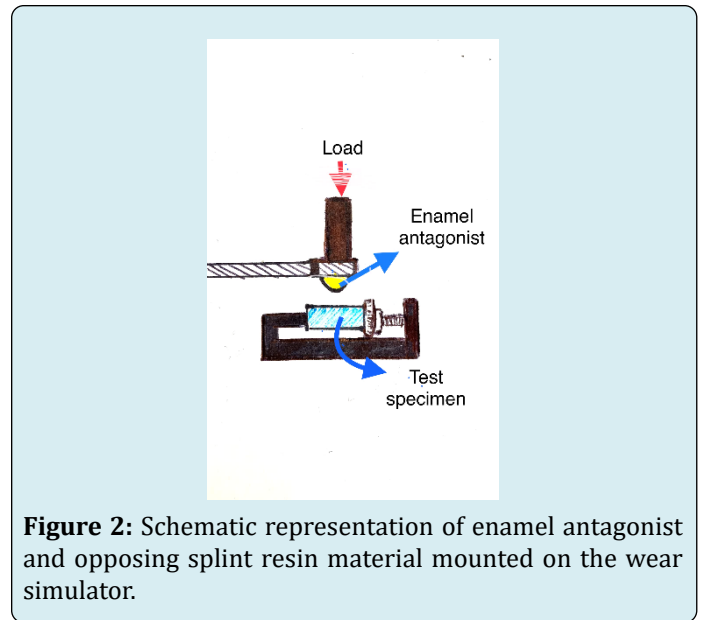 Load
Enamel
antagonist
Test
specimen
Figure 2: Schematic representation of enamel antagonist
and opposing splint resin material mounted on the wear
simulator.